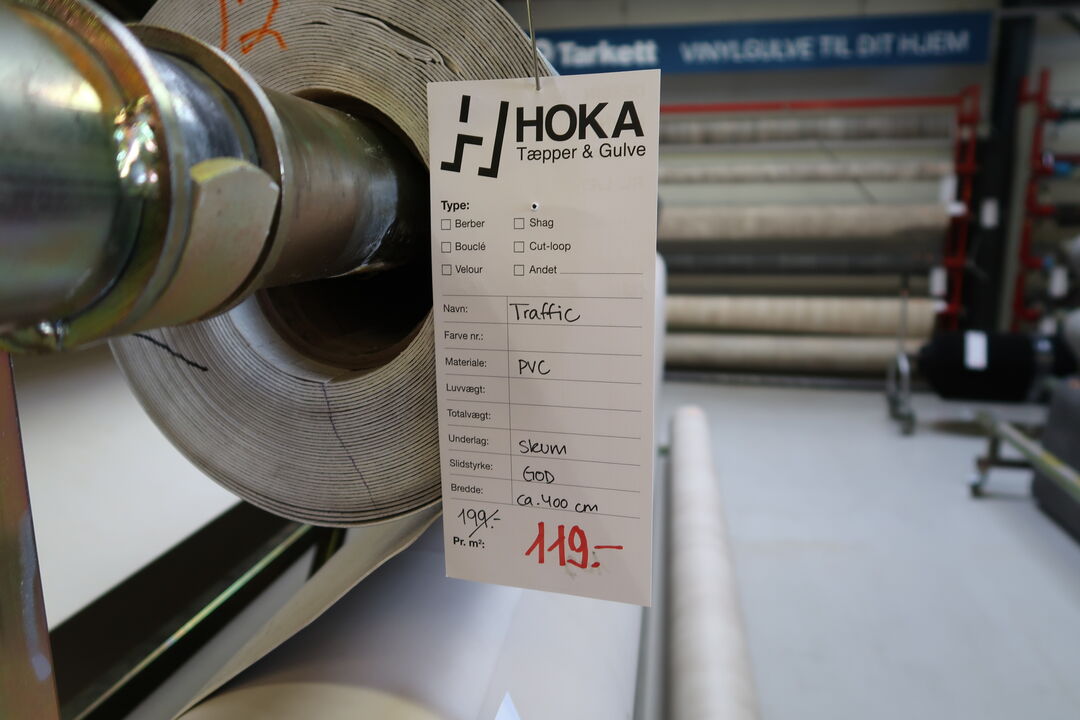 12
Tarkett VINYLGULVE TIL DIT HJEM
HOKA
Tæpper & Gulve
Type:
Berber Shag
Bouclé Cut-loop
Velour Andet
Navn: Traffic
Farve nr.:
Materiale: PVC
Luvvægt:
Totalvægt:
Underlag: Skum
Slidstyrke: GOD
Bredde: ca. 400 cm
199.-
Pr. m²: 119.-